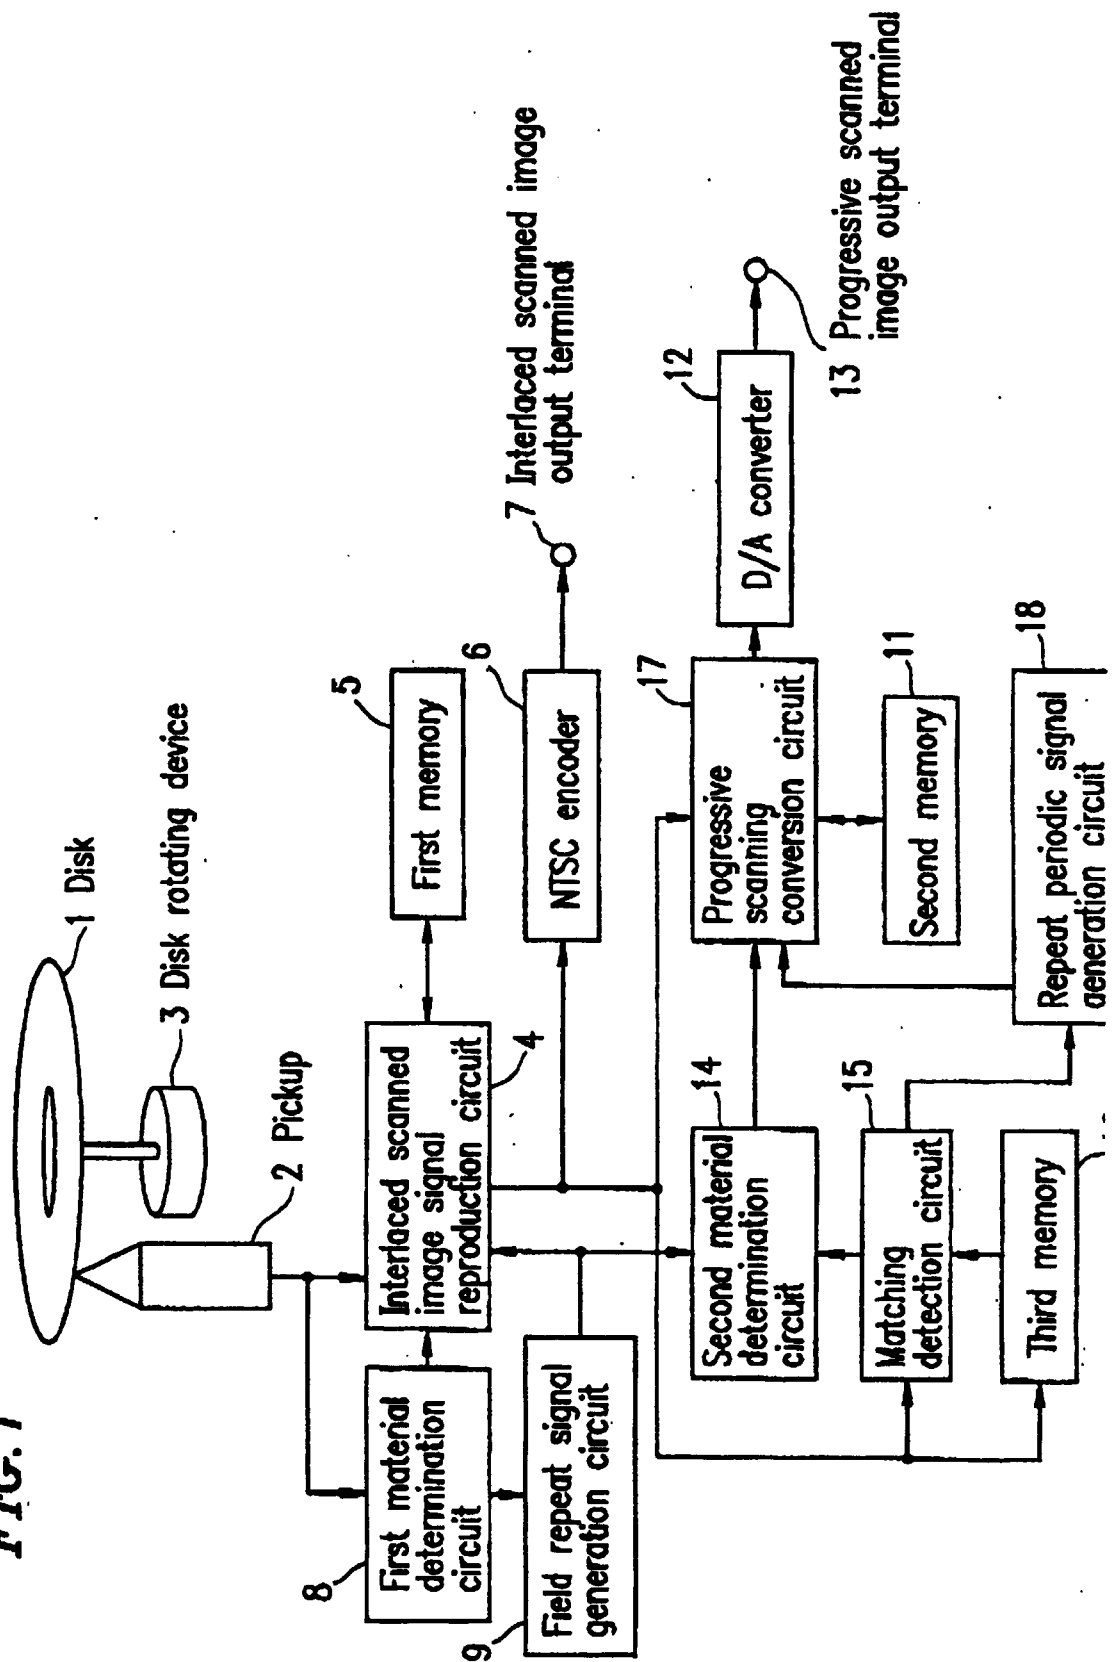 FIG. 1
1 Disk
3 Disk rotating device
2 Pickup
8
First material
determination
circuit
Interlaced scanned
image signal
reproduction circuit
4
5
First memory
9
Field repeat signal
generation circuit
6
NTSC encoder
7 Interlaced scanned image
output terminal
14
Second material
determination
circuit
17
Progressive
scanning
conversion circuit
12
D/A converter
13 Progressive scanned
image output terminal
15
Matching
detection circuit
11
Second memory
Third memory
18
Repeat periodic signal
generation circuit